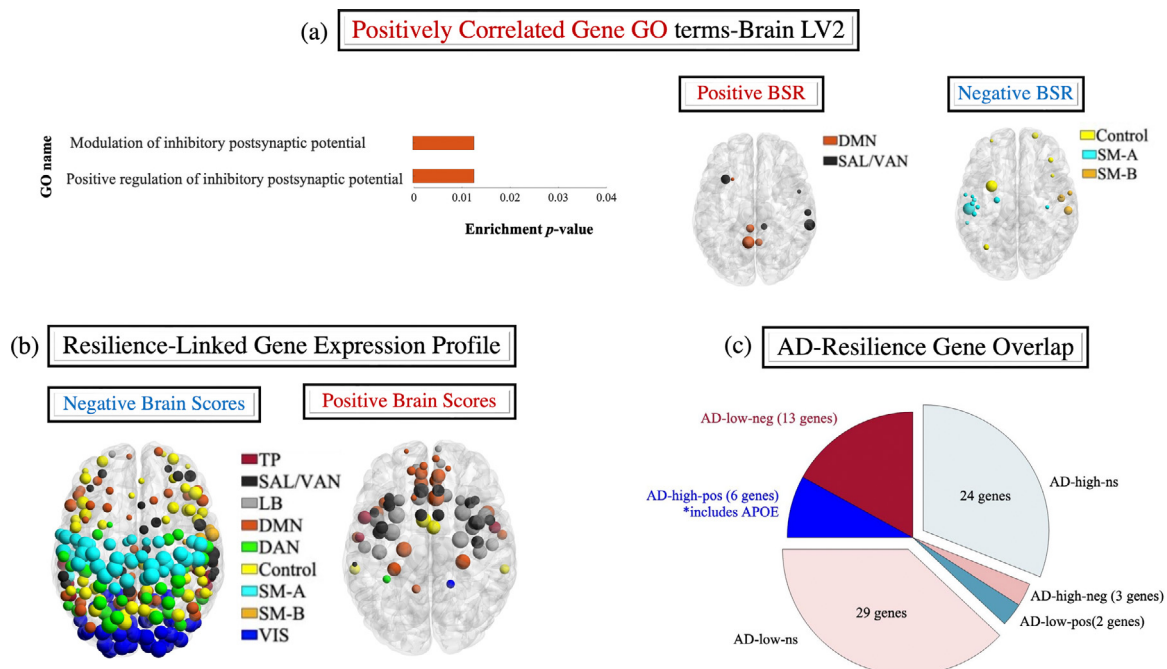 (a) Positively Correlated Gene GO terms-Brain LV2
Positive BSR
Negative BSR
GO name
Modulation of inhibitory postsynaptic potential
Positive regulation of inhibitory postsynaptic potential
0 0.01 0.02 0.03 0.04
Enrichment p-value
DMN
SAL/VAN
Control
SM-A
SM-B
(b) Resilience-Linked Gene Expression Profile
Negative Brain Scores
Positive Brain Scores
TP
SAL/VAN
LB
DMN
DAN
Control
SM-A
SM-B
VIS
(c) AD-Resilience Gene Overlap
AD-low-neg (13 genes)
AD-high-pos (6 genes)
*includes APOE
24 genes
AD-high-ns
AD-high-neg (3 genes)
AD-low-pos(2 genes)
29 genes
AD-low-ns